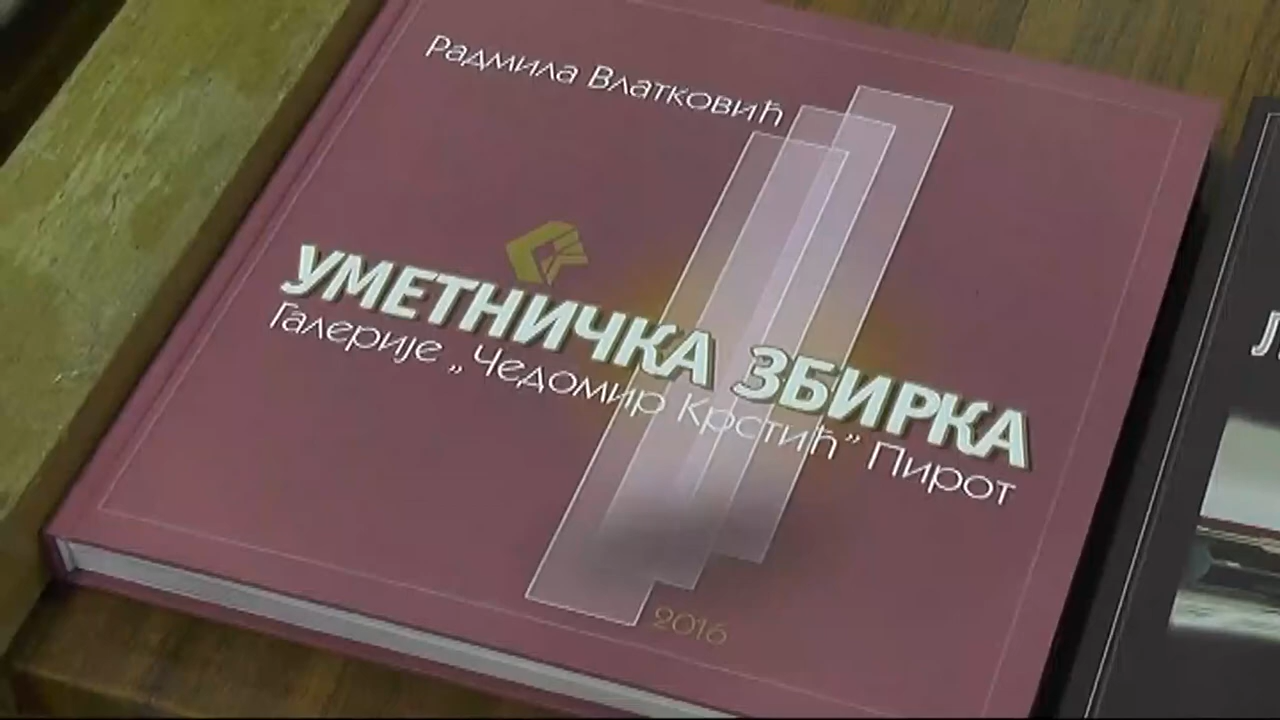 Радмила Влатковић
УМЕТНИЧКА ЗБИРКА
Галерије „Чедомир Крстић” Пирот
2016